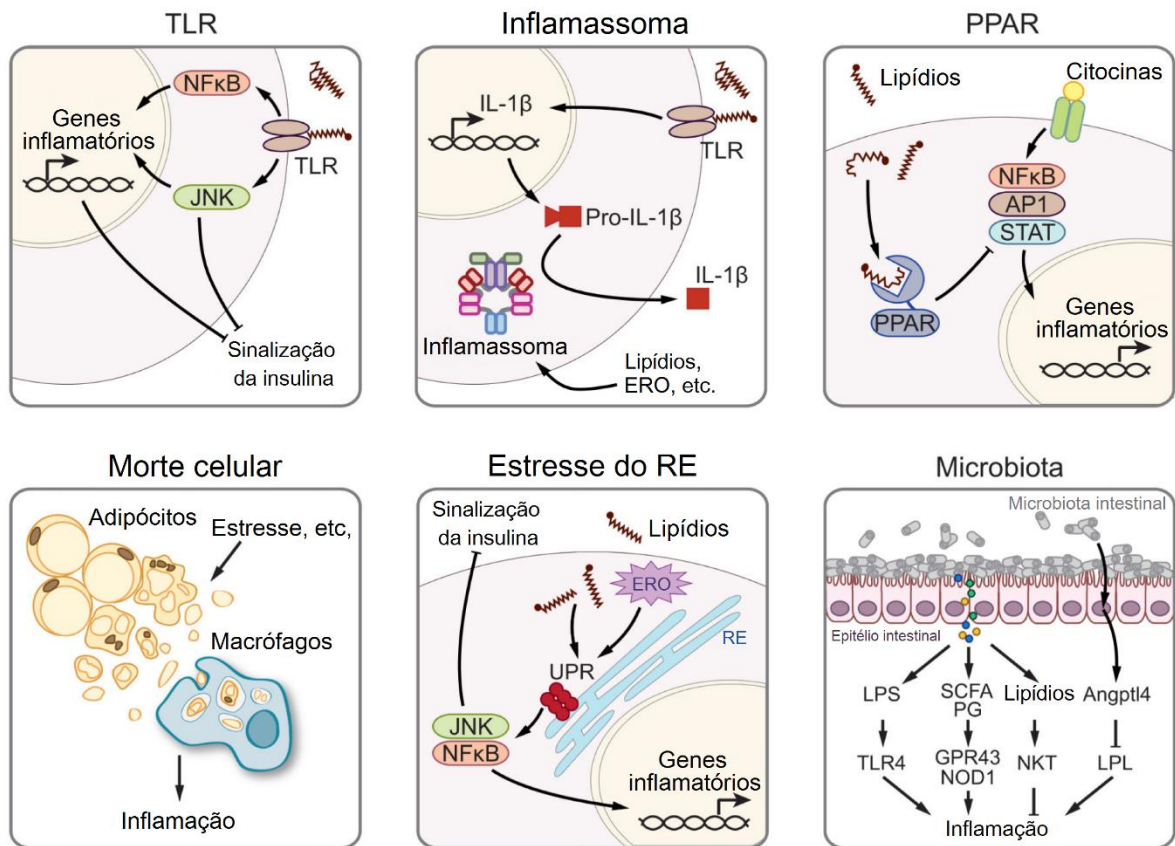 TLR
NFκB
Genes
inflamatórios
TLR
JNK
Sinalização
da insulina
Inflamassoma
IL-1β
TLR
Pro-IL-1β
IL-1β
Inflamassoma
Lipídios,
ERO, etc.
PPAR
Lipídios
Citocinas
NFκB
AP1
STAT
PPAR
Genes
inflamatórios
Morte celular
Adipócitos
Estresse, etc,
Macrófagos
Inflamação
Estresse do RE
Sinalização
da insulina
Lipídios
ERO
RE
UPR
JNK
NFκB
Genes
inflamatórios
Microbiota
Microbiota intestinal
Epitélio intestinal
LPS
SCFA
PG
Lipídios
Angptl4
TLR4
GPR43
NOD1
NKT
LPL
Inflamação